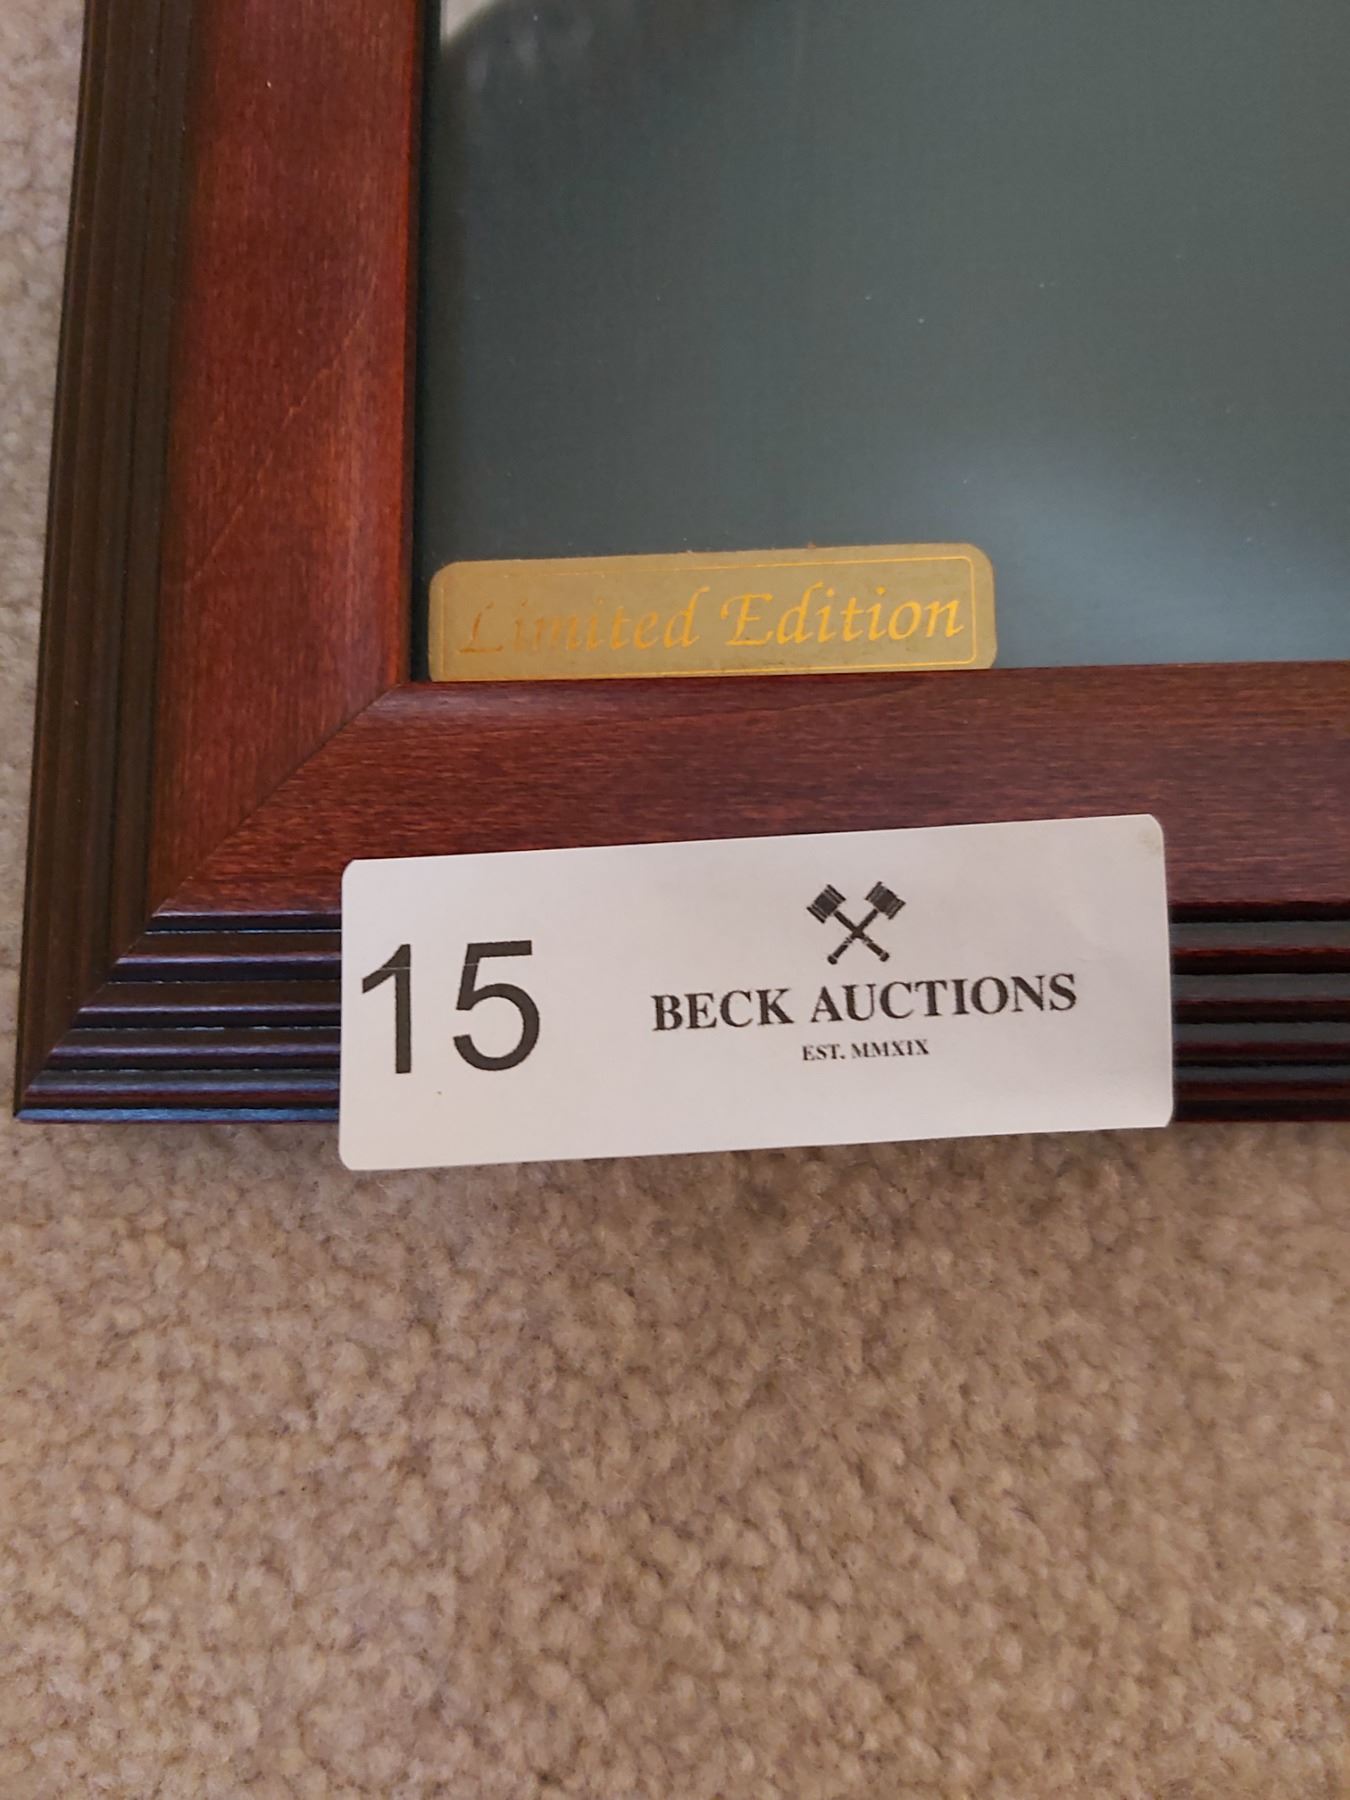 Limited Edition
15
BECK AUCTIONS
EST. MMXIX